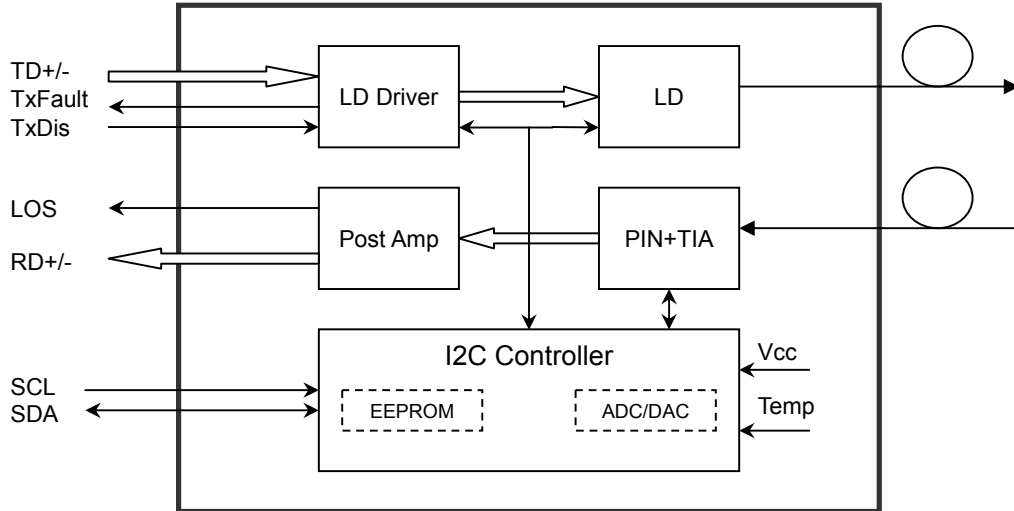 TD+/-
TxFault
TxDis
LD Driver
LD
LOS
RD+/-
Post Amp
PIN+TIA
I2C Controller
Vcc
SCL
SDA
EEPROM
ADC/DAC
Temp